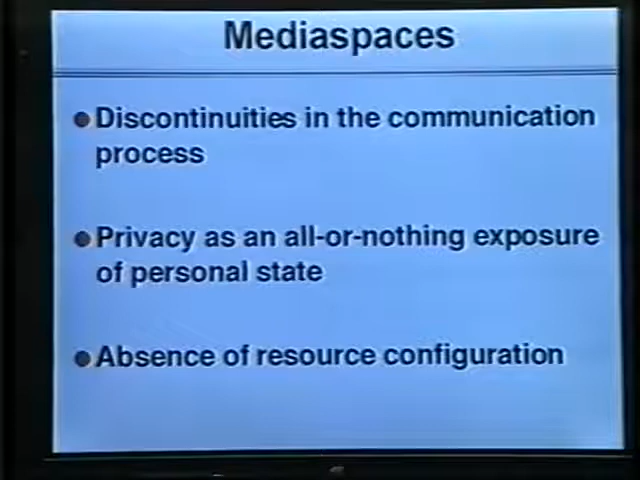 Mediaspaces
Discontinuities in the communication
process
Privacy as an all-or-nothing exposure
of personal state
Absence of resource configuration